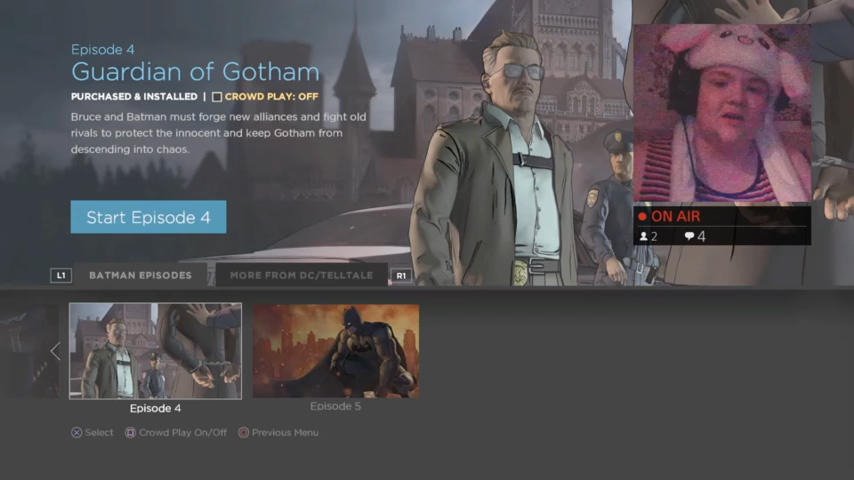 Episode 4
Guardian of Gotham
PURCHASED & INSTALLED | CROWD PLAY: OFF
Bruce and Batman must forge new alliances and fight old
rivals to protect the innocent and keep Gotham from
descending into chaos.
Start Episode 4
ON AIR
2 4
L1 BATMAN EPISODES MORE FROM DC/TELLTALE R1
Episode 4 Episode 5
Select Crowd Play On/Off Previous Menu